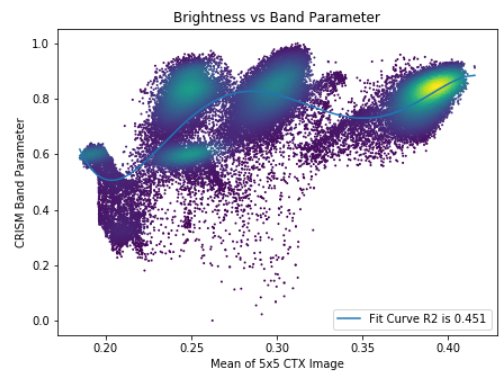 Brightness vs Band Parameter
1.0
0.8
0.6
0.4
0.2
0.0
CRISM Band Parameter
Fit Curve R2 is 0.451
0.20 0.25 0.30 0.35 0.40
Mean of 5x5 CTX Image